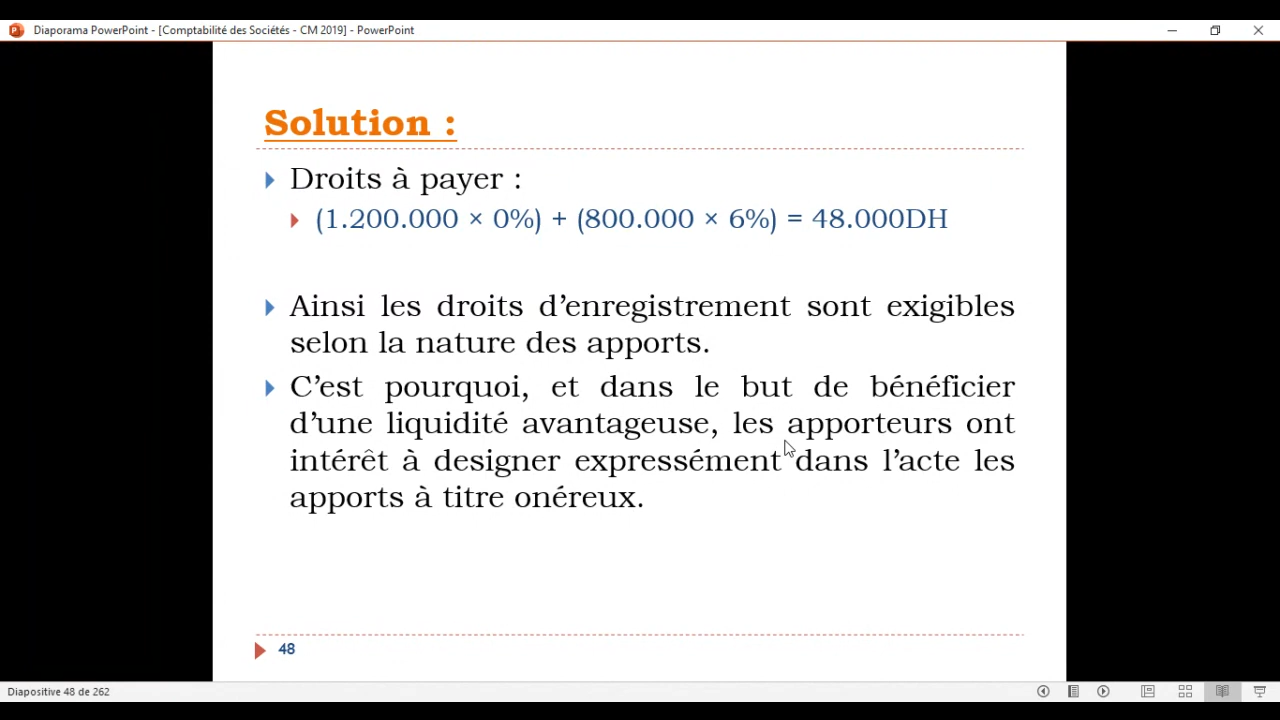 Diaporama PowerPoint - [Comptabilité des Sociétés - CM 2019] - PowerPoint
Solution :
Droits à payer :
(1.200.000 × 0%) + (800.000 × 6%) = 48.000DH
Ainsi les droits d’enregistrement sont exigibles
selon la nature des apports.
C’est pourquoi, et dans le but de bénéficier
d’une liquidité avantageuse, les apporteurs ont
intérêt à designer expressément dans l’acte les
apports à titre onéreux.
48
Diapositive 48 de 262